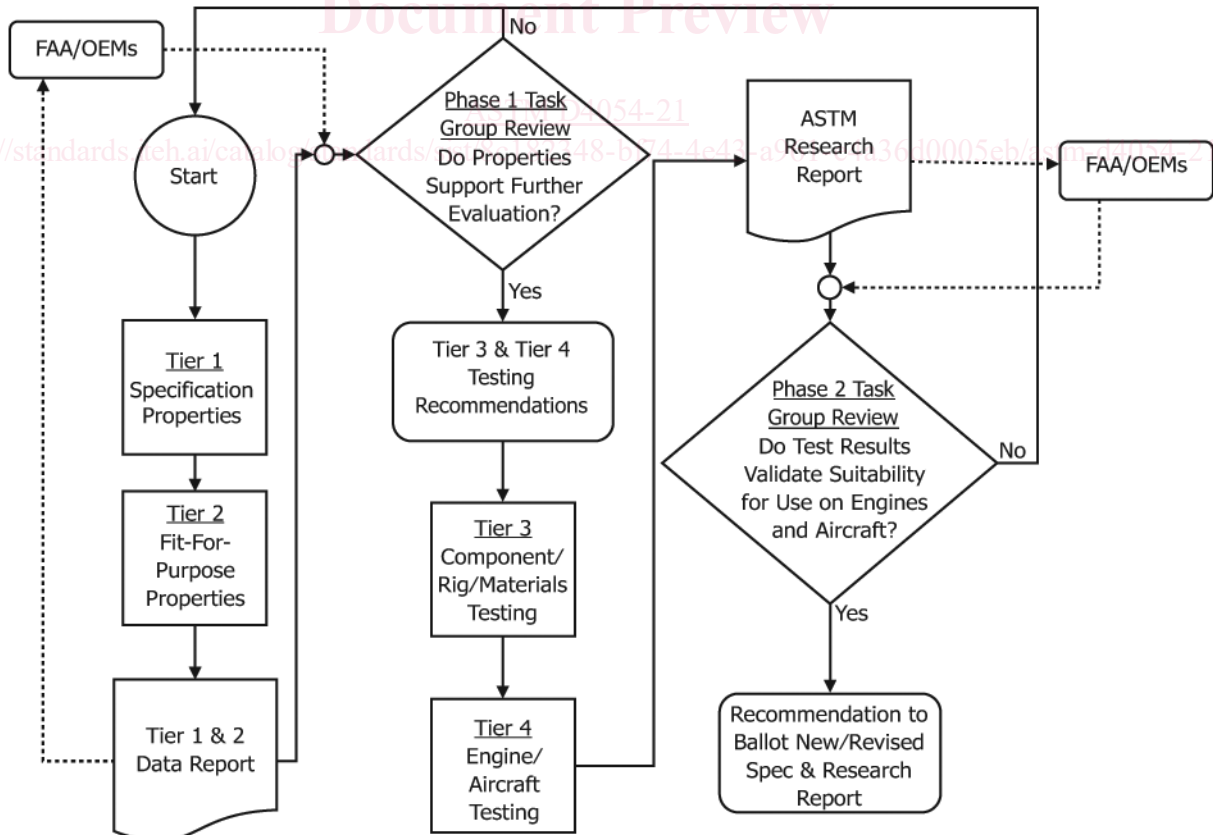 Document Preview
ASTM D4054-21
No
FAA/OEMs
Start
Tier 1
Specification
Properties
Tier 2
Fit-For-
Purpose
Properties
Tier 1 & 2
Data Report
Phase 1 Task
Group Review
Do Properties
Support Further
Evaluation?
Yes
Tier 3 & Tier 4
Testing
Recommendations
Tier 3
Component/
Rig/Materials
Testing
Tier 4
Engine/
Aircraft
Testing
ASTM
Research
Report
FAA/OEMs
Phase 2 Task
Group Review
Do Test Results
Validate Suitability
for Use on Engines
and Aircraft?
No
Yes
Recommendation to
Ballot New/Revised
Spec & Research
Report